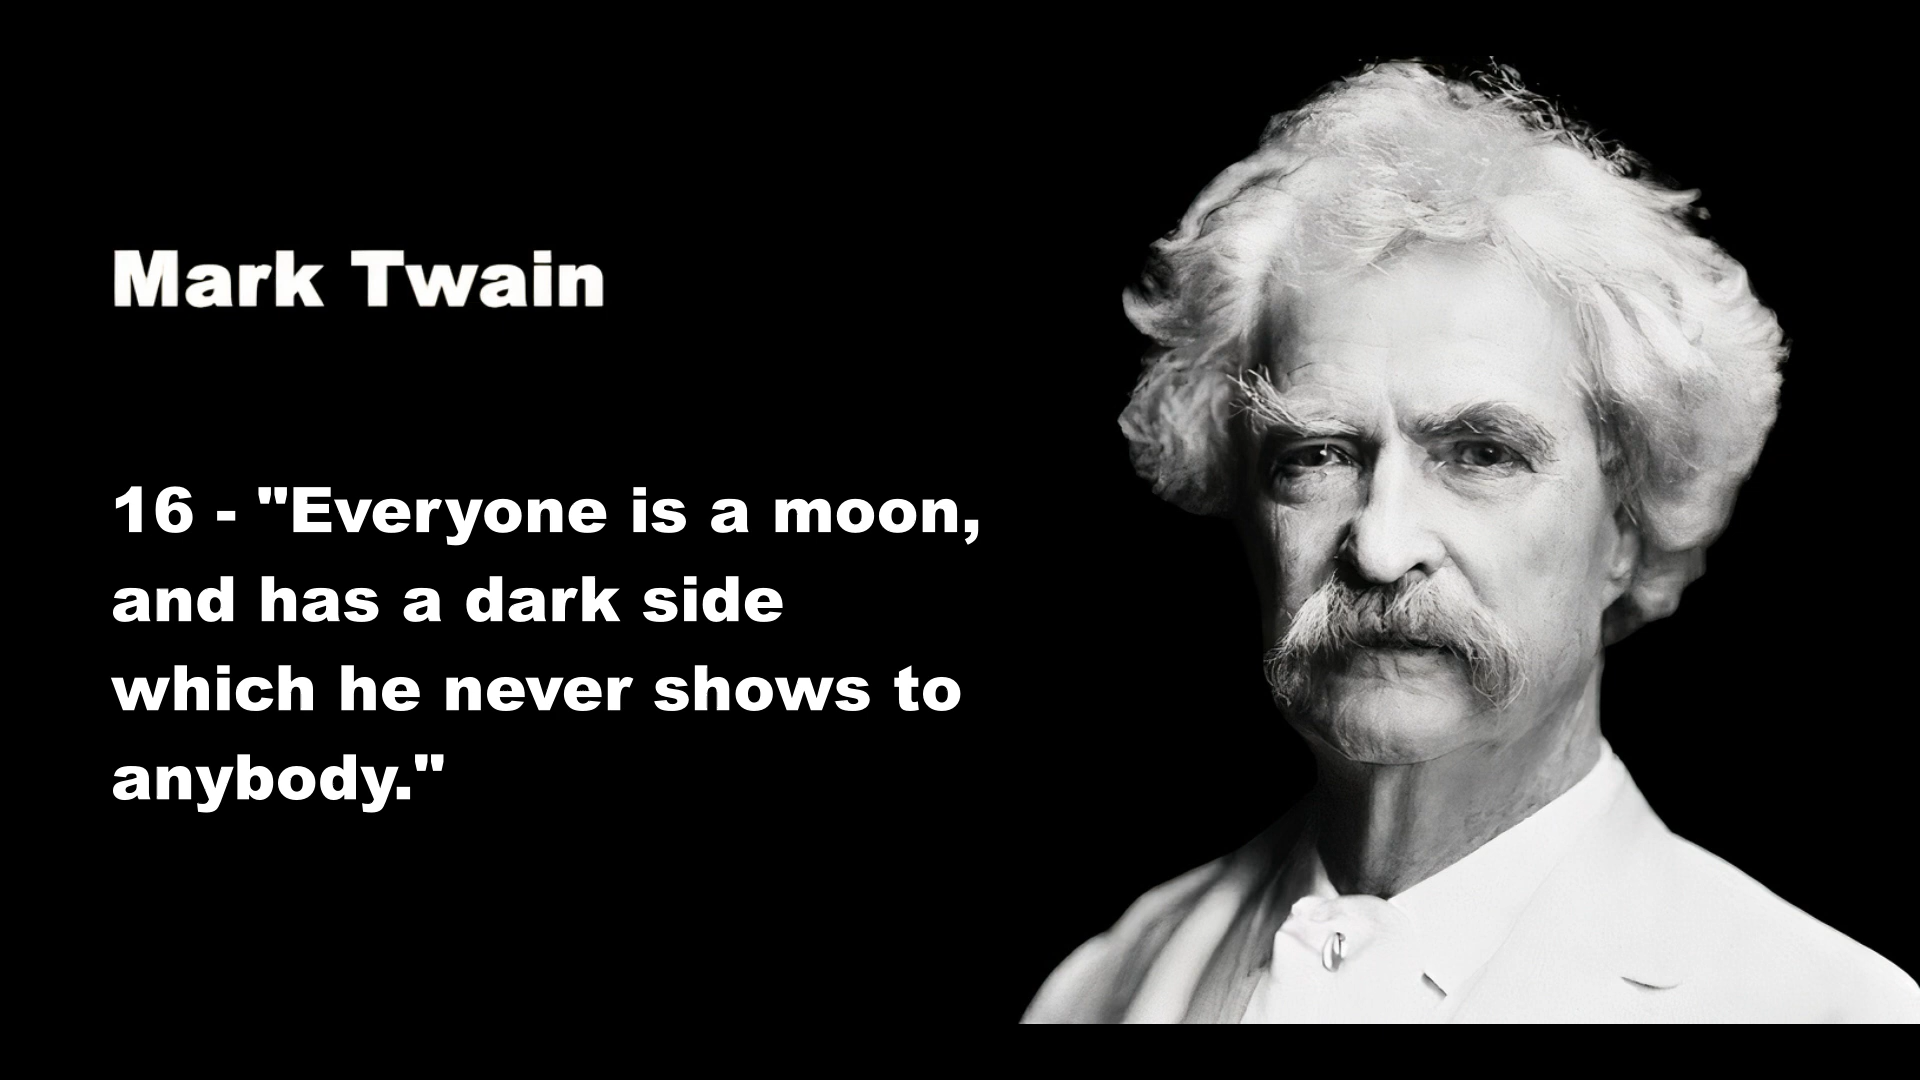 Mark Twain
16 - "Everyone is a moon,
and has a dark side
which he never shows to
anybody."